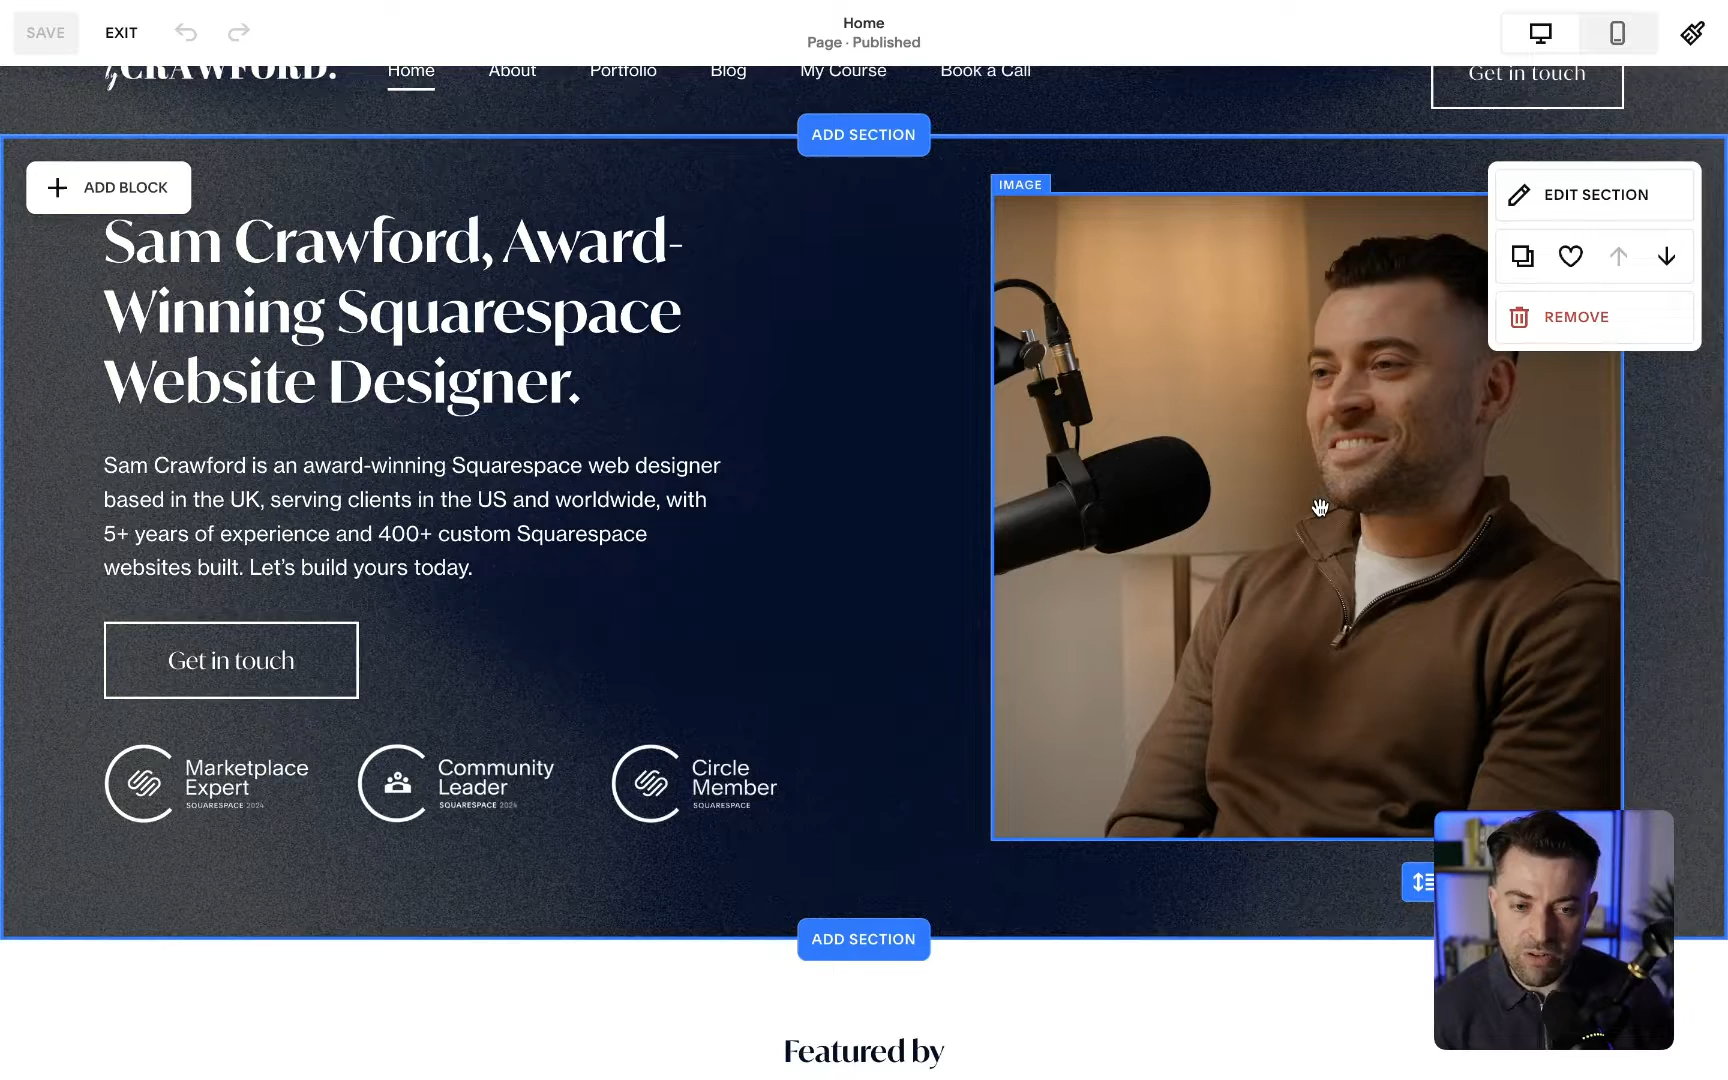 SAVE
EXIT
Home
Page · Published
CRAWFORD.
Home
About
Portfolio
Blog
My Course
Book a Call
Get in touch
ADD SECTION
ADD BLOCK
IMAGE
EDIT SECTION
REMOVE
Sam Crawford, Award-
Winning Squarespace
Website Designer.
Sam Crawford is an award-winning Squarespace web designer
based in the UK, serving clients in the US and worldwide, with
5+ years of experience and 400+ custom Squarespace
websites built. Let’s build yours today.
Get in touch
Marketplace
Expert
SQUARESPACE 2024
Community
Leader
SQUARESPACE 2024
Circle
Member
SQUARESPACE
ADD SECTION
Featured by